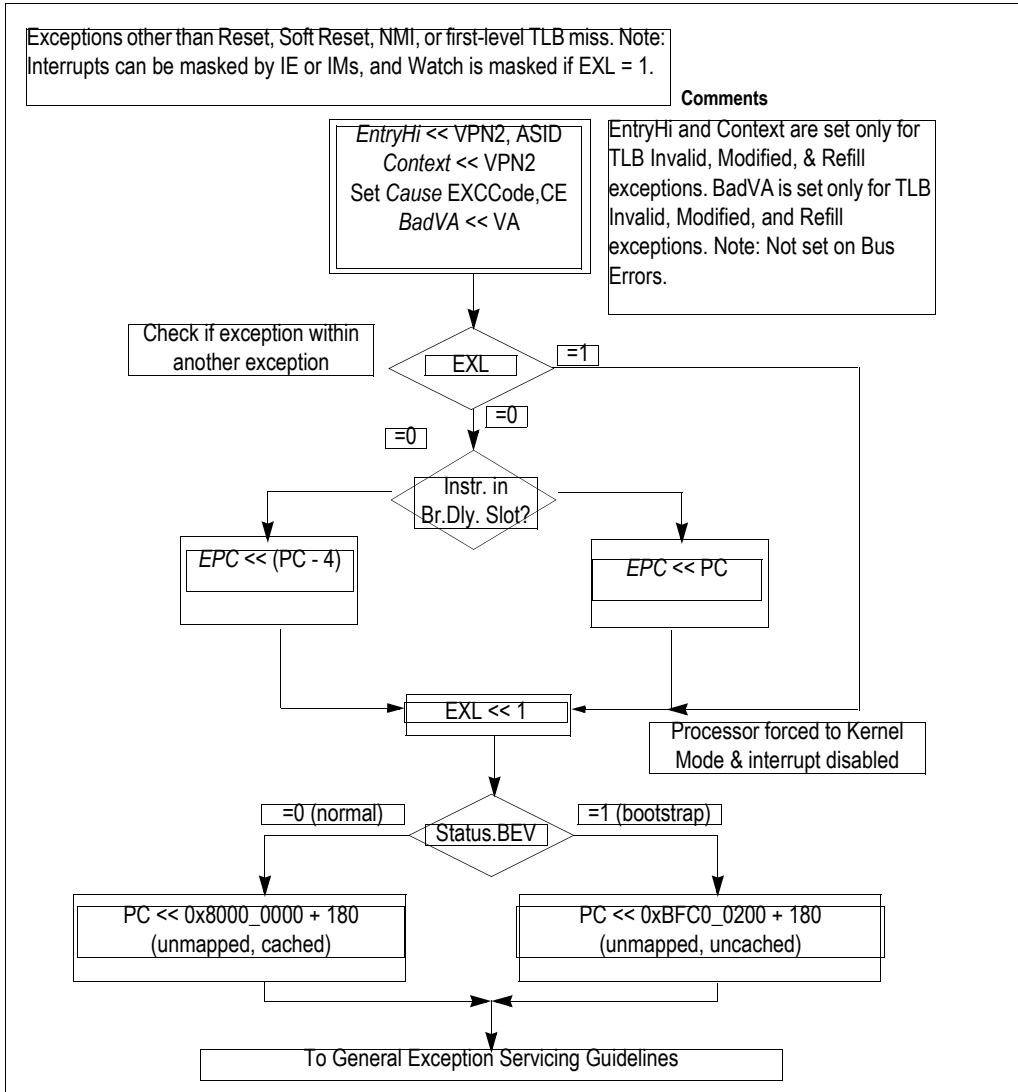 Exceptions other than Reset, Soft Reset, NMI, or first-level TLB miss. Note:
Interrupts can be masked by IE or IMs, and Watch is masked if EXL = 1.
Comments
EntryHi << VPN2, ASID
Context << VPN2
Set Cause EXCCode,CE
BadVA << VA
EntryHi and Context are set only for
TLB Invalid, Modified, & Refill
exceptions. BadVA is set only for TLB
Invalid, Modified, and Refill
exceptions. Note: Not set on Bus
Errors.
Check if exception within
another exception
EXL
=1
=0
=0
Instr. in
Br.Dly. Slot?
EPC << (PC - 4)
EPC << PC
EXL << 1
Processor forced to Kernel
Mode & interrupt disabled
=0 (normal)
Status.BEV
=1 (bootstrap)
PC << 0x8000_0000 + 180
(unmapped, cached)
PC << 0xBFC0_0200 + 180
(unmapped, uncached)
To General Exception Servicing Guidelines